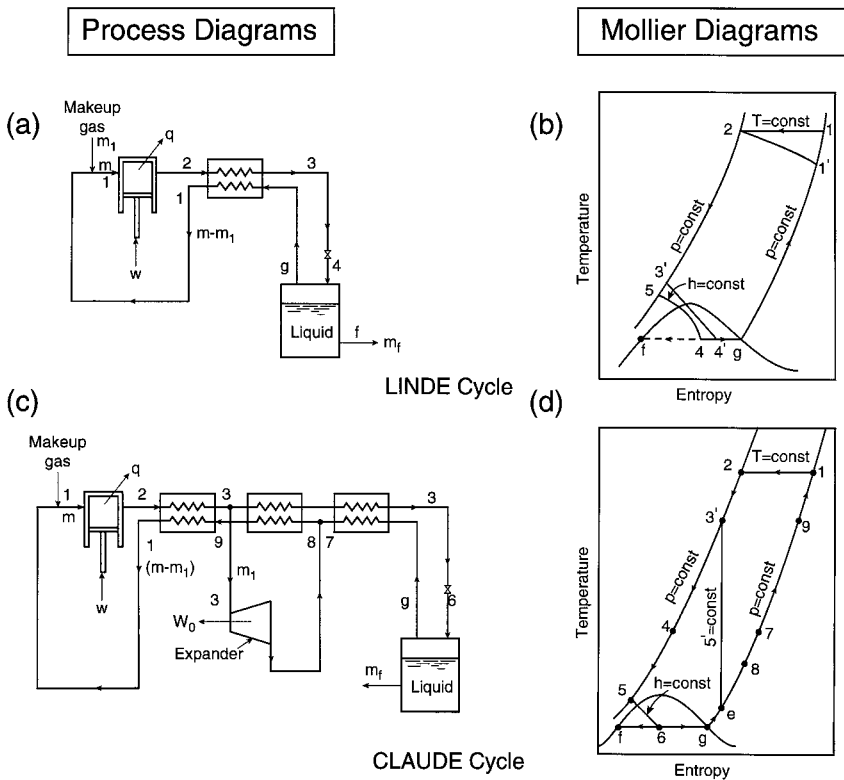 Process Diagrams
Mollier Diagrams
(a)
Makeup
gas
m₁
q
m
1
2
3
1
m-m₁
w
g
4
Liquid
f
m_f
LINDE Cycle
(b)
Temperature
2
T=const
1
1'
p=const
p=const
3'
h=const
5
f
4
4'
g
Entropy
(c)
Makeup
gas
q
1
m
2
3
3
1
9
8
7
(m-m₁)
m₁
w
3
W₀
Expander
g
6
m_f
Liquid
CLAUDE Cycle
(d)
Temperature
2
T=const
1
3'
9
p=const
5'=const
p=const
4
7
8
5
h=const
e
f
6
g
Entropy